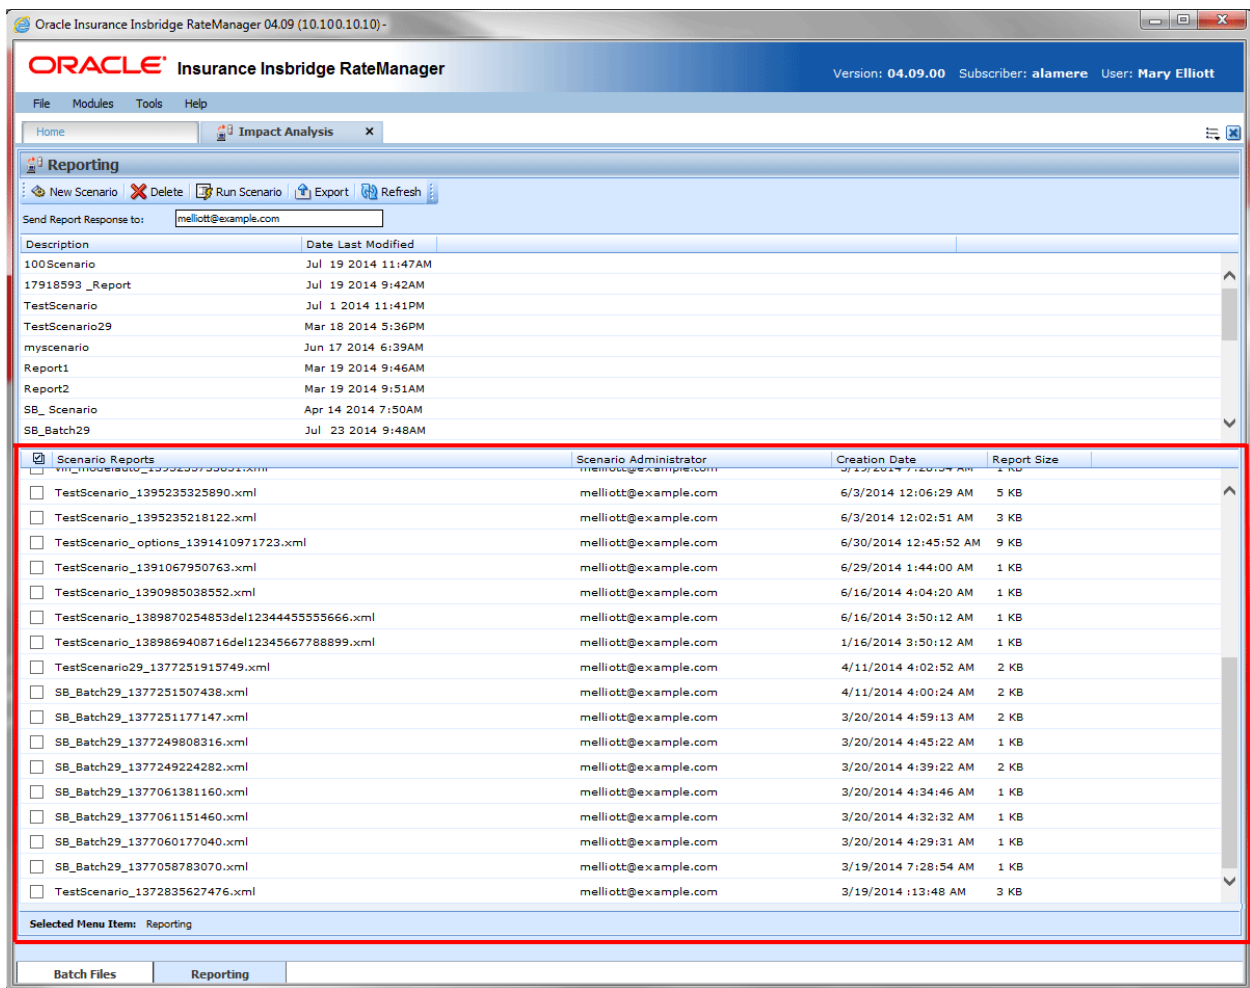 Oracle Insurance Insbridge RateManager 04.09 (10.100.10.10) -
ORACLE Insurance Insbridge RateManager
Version: 04.09.00 Subscriber: alamere User: Mary Elliott
File Modules Tools Help
Home Impact Analysis x
Reporting
New Scenario Delete Run Scenario Export Refresh
Send Report Response to: melliott@example.com
Description Date Last Modified
100Scenario Jul 19 2014 11:47AM
17918593 _Report Jul 19 2014 9:42AM
TestScenario Jul 1 2014 11:41PM
TestScenario29 Mar 18 2014 5:36PM
myscenario Jun 17 2014 6:39AM
Report1 Mar 19 2014 9:46AM
Report2 Mar 19 2014 9:51AM
SB_ Scenario Apr 14 2014 7:50AM
SB_Batch29 Jul 23 2014 9:48AM
Scenario Reports Scenario Administrator Creation Date Report Size
melliott@example.com
TestScenario_1395235325890.xml melliott@example.com 6/3/2014 12:06:29 AM 5 KB
TestScenario_1395235218122.xml melliott@example.com 6/3/2014 12:02:51 AM 3 KB
TestScenario_options_1391410971723.xml melliott@example.com 6/30/2014 12:45:52 AM 9 KB
TestScenario_1391067950763.xml melliott@example.com 6/29/2014 1:44:00 AM 1 KB
TestScenario_1390985038552.xml melliott@example.com 6/16/2014 4:04:20 AM 1 KB
TestScenario_1389870254853del12344455555666.xml melliott@example.com 6/16/2014 3:50:12 AM 1 KB
TestScenario_1389869408716del12345667788899.xml melliott@example.com 1/16/2014 3:50:12 AM 1 KB
TestScenario29_1377251915749.xml melliott@example.com 4/11/2014 4:02:52 AM 2 KB
SB_Batch29_1377251507438.xml melliott@example.com 4/11/2014 4:00:24 AM 2 KB
SB_Batch29_1377251177147.xml melliott@example.com 3/20/2014 4:59:13 AM 2 KB
SB_Batch29_1377249808316.xml melliott@example.com 3/20/2014 4:45:22 AM 1 KB
SB_Batch29_1377249224282.xml melliott@example.com 3/20/2014 4:39:22 AM 2 KB
SB_Batch29_1377061381160.xml melliott@example.com 3/20/2014 4:34:46 AM 1 KB
SB_Batch29_1377061151460.xml melliott@example.com 3/20/2014 4:32:32 AM 1 KB
SB_Batch29_1377060177040.xml melliott@example.com 3/20/2014 4:29:31 AM 1 KB
SB_Batch29_1377058783070.xml melliott@example.com 3/19/2014 7:28:54 AM 1 KB
TestScenario_1372835627476.xml melliott@example.com 3/19/2014 :13:48 AM 3 KB
Selected Menu Item: Reporting
Batch Files Reporting